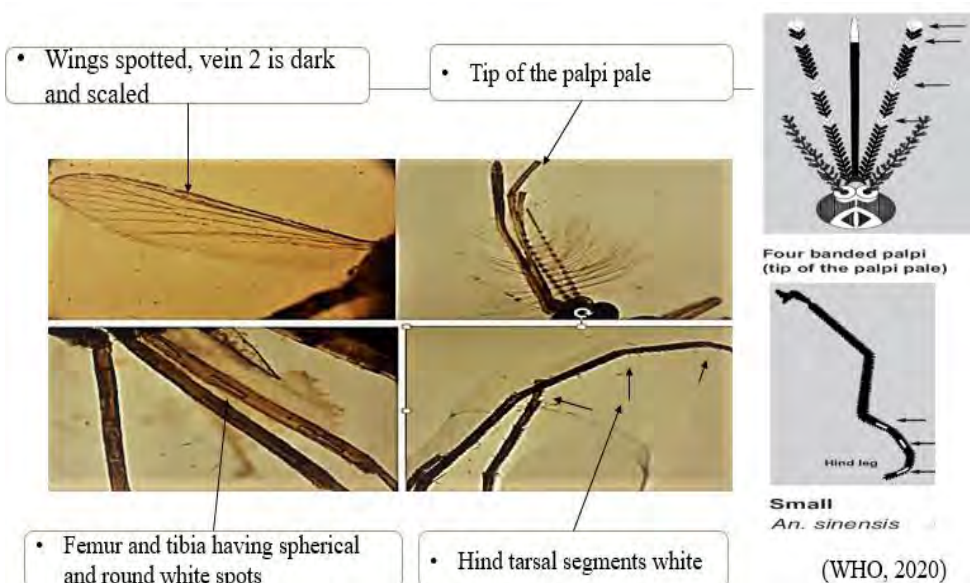 • Wings spotted, vein 2 is dark
and scaled
• Tip of the palpi pale
Four banded palpi
(tip of the palpi pale)
Hind leg
Small
An. sinensis
• Femur and tibia having spherical
and round white spots
• Hind tarsal segments white
(WHO, 2020)